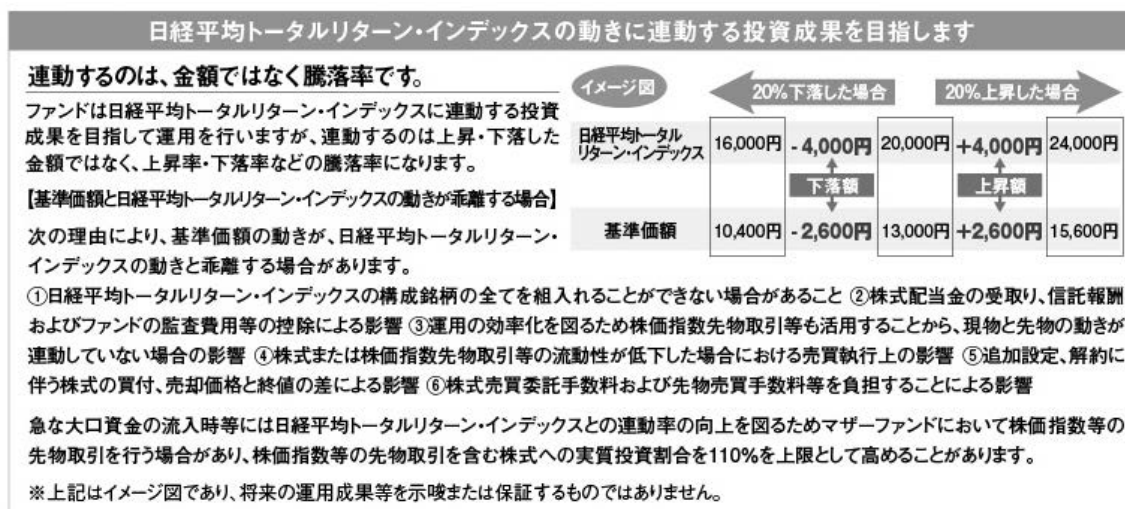 日経平均トータルリターン・インデックスの動きに連動する投資成果を目指します
連動するのは、金額ではなく騰落率です。
ファンドは日経平均トータルリターン・インデックスに連動する投資
成果を目指して運用を行いますが、連動するのは上昇・下落した
金額ではなく、上昇率・下落率などの騰落率になります。
【基準価額と日経平均トータルリターン・インデックスの動きが乖離する場合】
次の理由により、基準価額の動きが、日経平均トータルリターン・
インデックスの動きと乖離する場合があります。
イメージ図
20%下落した場合 20%上昇した場合
日経平均トータル
リターン・インデックス 16,000円 -4,000円 20,000円 +4,000円 24,000円
下落額 上昇額
基準価額 10,400円 -2,600円 13,000円 +2,600円 15,600円
①日経平均トータルリターン・インデックスの構成銘柄の全てを組入れることができない場合があること ②株式配当金の受取り、信託報酬
およびファンドの監査費用等の控除による影響 ③運用の効率化を図るため株価指数先物取引等も活用することから、現物と先物の動きが
連動していない場合の影響 ④株式または株価指数先物取引等の流動性が低下した場合における売買執行上の影響 ⑤追加設定、解約に
伴う株式の買付、売却価格と終値の差による影響 ⑥株式売買委託手数料および先物売買手数料等を負担することによる影響
急な大口資金の流入時等には日経平均トータルリターン・インデックスとの連動率の向上を図るためマザーファンドにおいて株価指数等の
先物取引を行う場合があり、株価指数等の先物取引を含む株式への実質投資割合を110%を上限として高めることがあります。
※上記はイメージ図であり、将来の運用成果等を示唆または保証するものではありません。